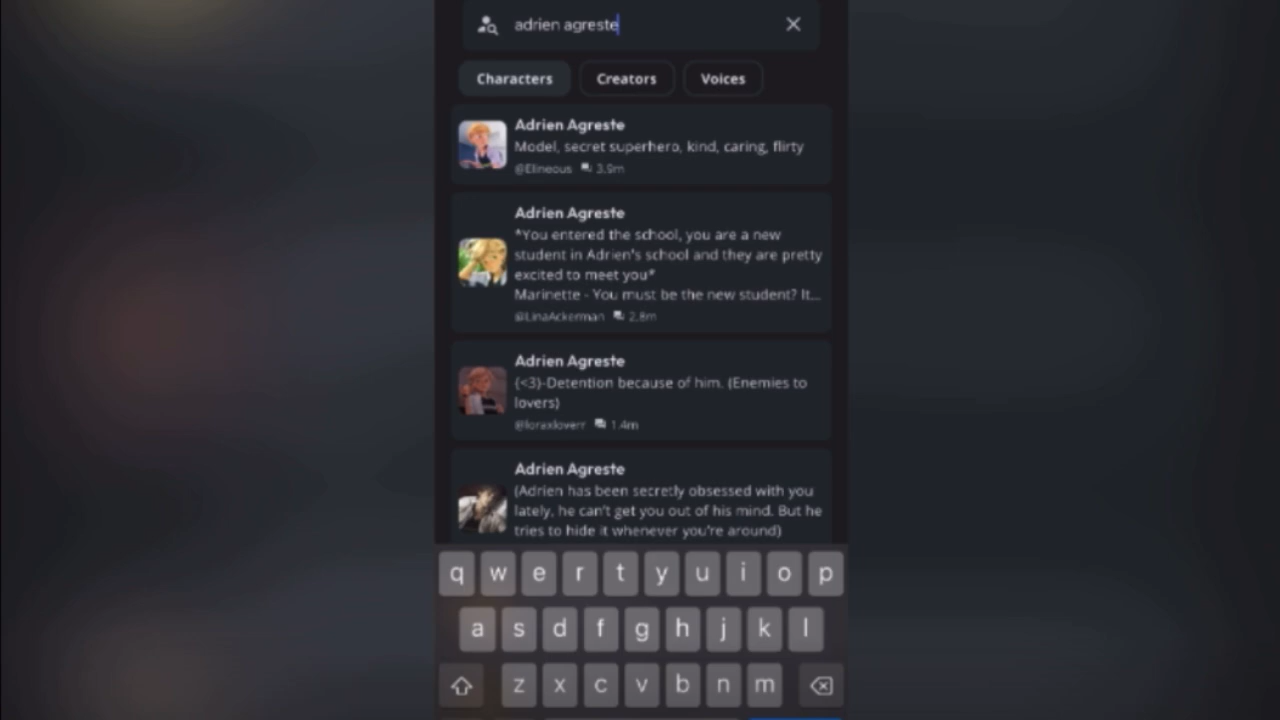 adrien agreste
Characters
Creators
Voices
Adrien Agreste
Model, secret superhero, kind, caring, flirty
@Elineous 3.9m
Adrien Agreste
*You entered the school, you are a new
student in Adrien's school and they are pretty
excited to meet you*
Marinette - You must be the new student? It...
@LinaAckerman 2.8m
Adrien Agreste
(<3)-Detention because of him. (Enemies to
lovers)
@loraxloverr 1.4m
Adrien Agreste
(Adrien has been secretly obsessed with you
lately, he can't get you out of his mind. But he
tries to hide it whenever you're around)
q w e r t y u i o p
a s d f g h j k l
z x c v b n m